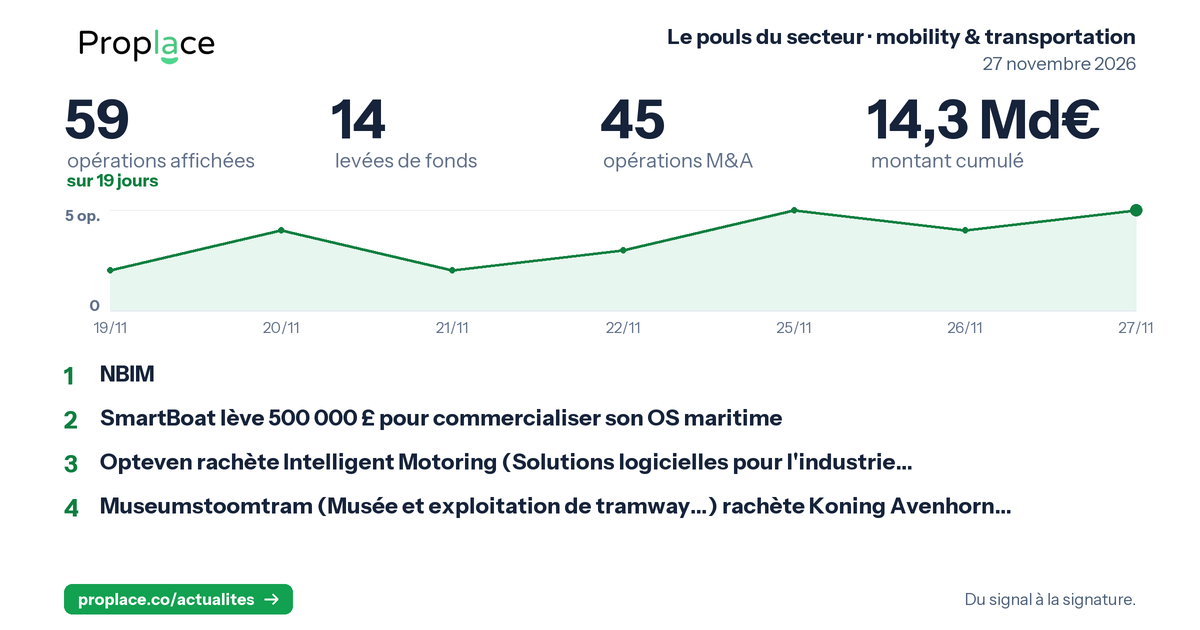 Proplace
Le pouls du secteur · mobility & transportation
27 novembre 2026
59
opérations affichées
sur 19 jours
14
levées de fonds
45
opérations M&A
14,3 Md€
montant cumulé
5 op.
0
19/11
20/11
21/11
22/11
25/11
26/11
27/11
1 NBIM
2 SmartBoat lève 500 000 £ pour commercialiser son OS maritime
3 Opteven rachète Intelligent Motoring (Solutions logicielles pour l'industrie...
4 Museumstoomtram (Musée et exploitation de tramway...) rachète Koning Avenhorn...
proplace.co/actualites →
Du signal à la signature.